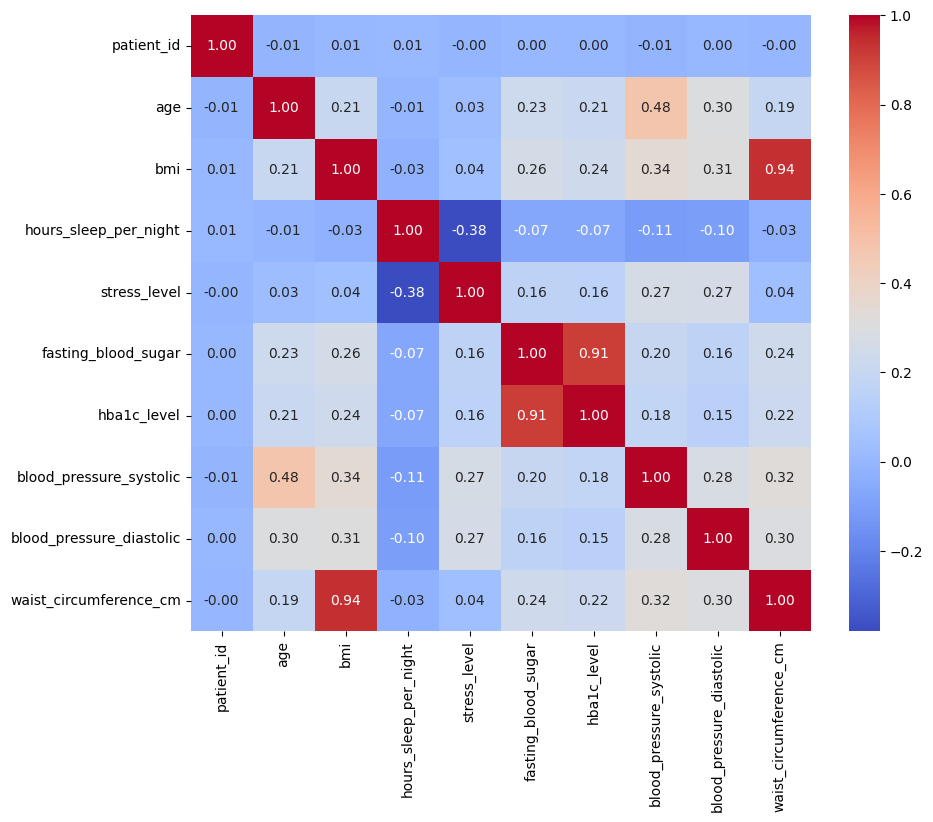 patient_id 1.00 -0.01 0.01 0.01 -0.00 0.00 0.00 -0.01 0.00 -0.00
age -0.01 1.00 0.21 -0.01 0.03 0.23 0.21 0.48 0.30 0.19
bmi 0.01 0.21 1.00 -0.03 0.04 0.26 0.24 0.34 0.31 0.94
hours_sleep_per_night 0.01 -0.01 -0.03 1.00 -0.38 -0.07 -0.07 -0.11 -0.10 -0.03
stress_level -0.00 0.03 0.04 -0.38 1.00 0.16 0.16 0.27 0.27 0.04
fasting_blood_sugar 0.00 0.23 0.26 -0.07 0.16 1.00 0.91 0.20 0.16 0.24
hba1c_level 0.00 0.21 0.24 -0.07 0.16 0.91 1.00 0.18 0.15 0.22
blood_pressure_systolic -0.01 0.48 0.34 -0.11 0.27 0.20 0.18 1.00 0.28 0.32
blood_pressure_diastolic 0.00 0.30 0.31 -0.10 0.27 0.16 0.15 0.28 1.00 0.30
waist_circumference_cm -0.00 0.19 0.94 -0.03 0.04 0.24 0.22 0.32 0.30 1.00
patient_id
age
bmi
hours_sleep_per_night
stress_level
fasting_blood_sugar
hba1c_level
blood_pressure_systolic
blood_pressure_diastolic
waist_circumference_cm
1.0
0.8
0.6
0.4
0.2
0.0
−0.2